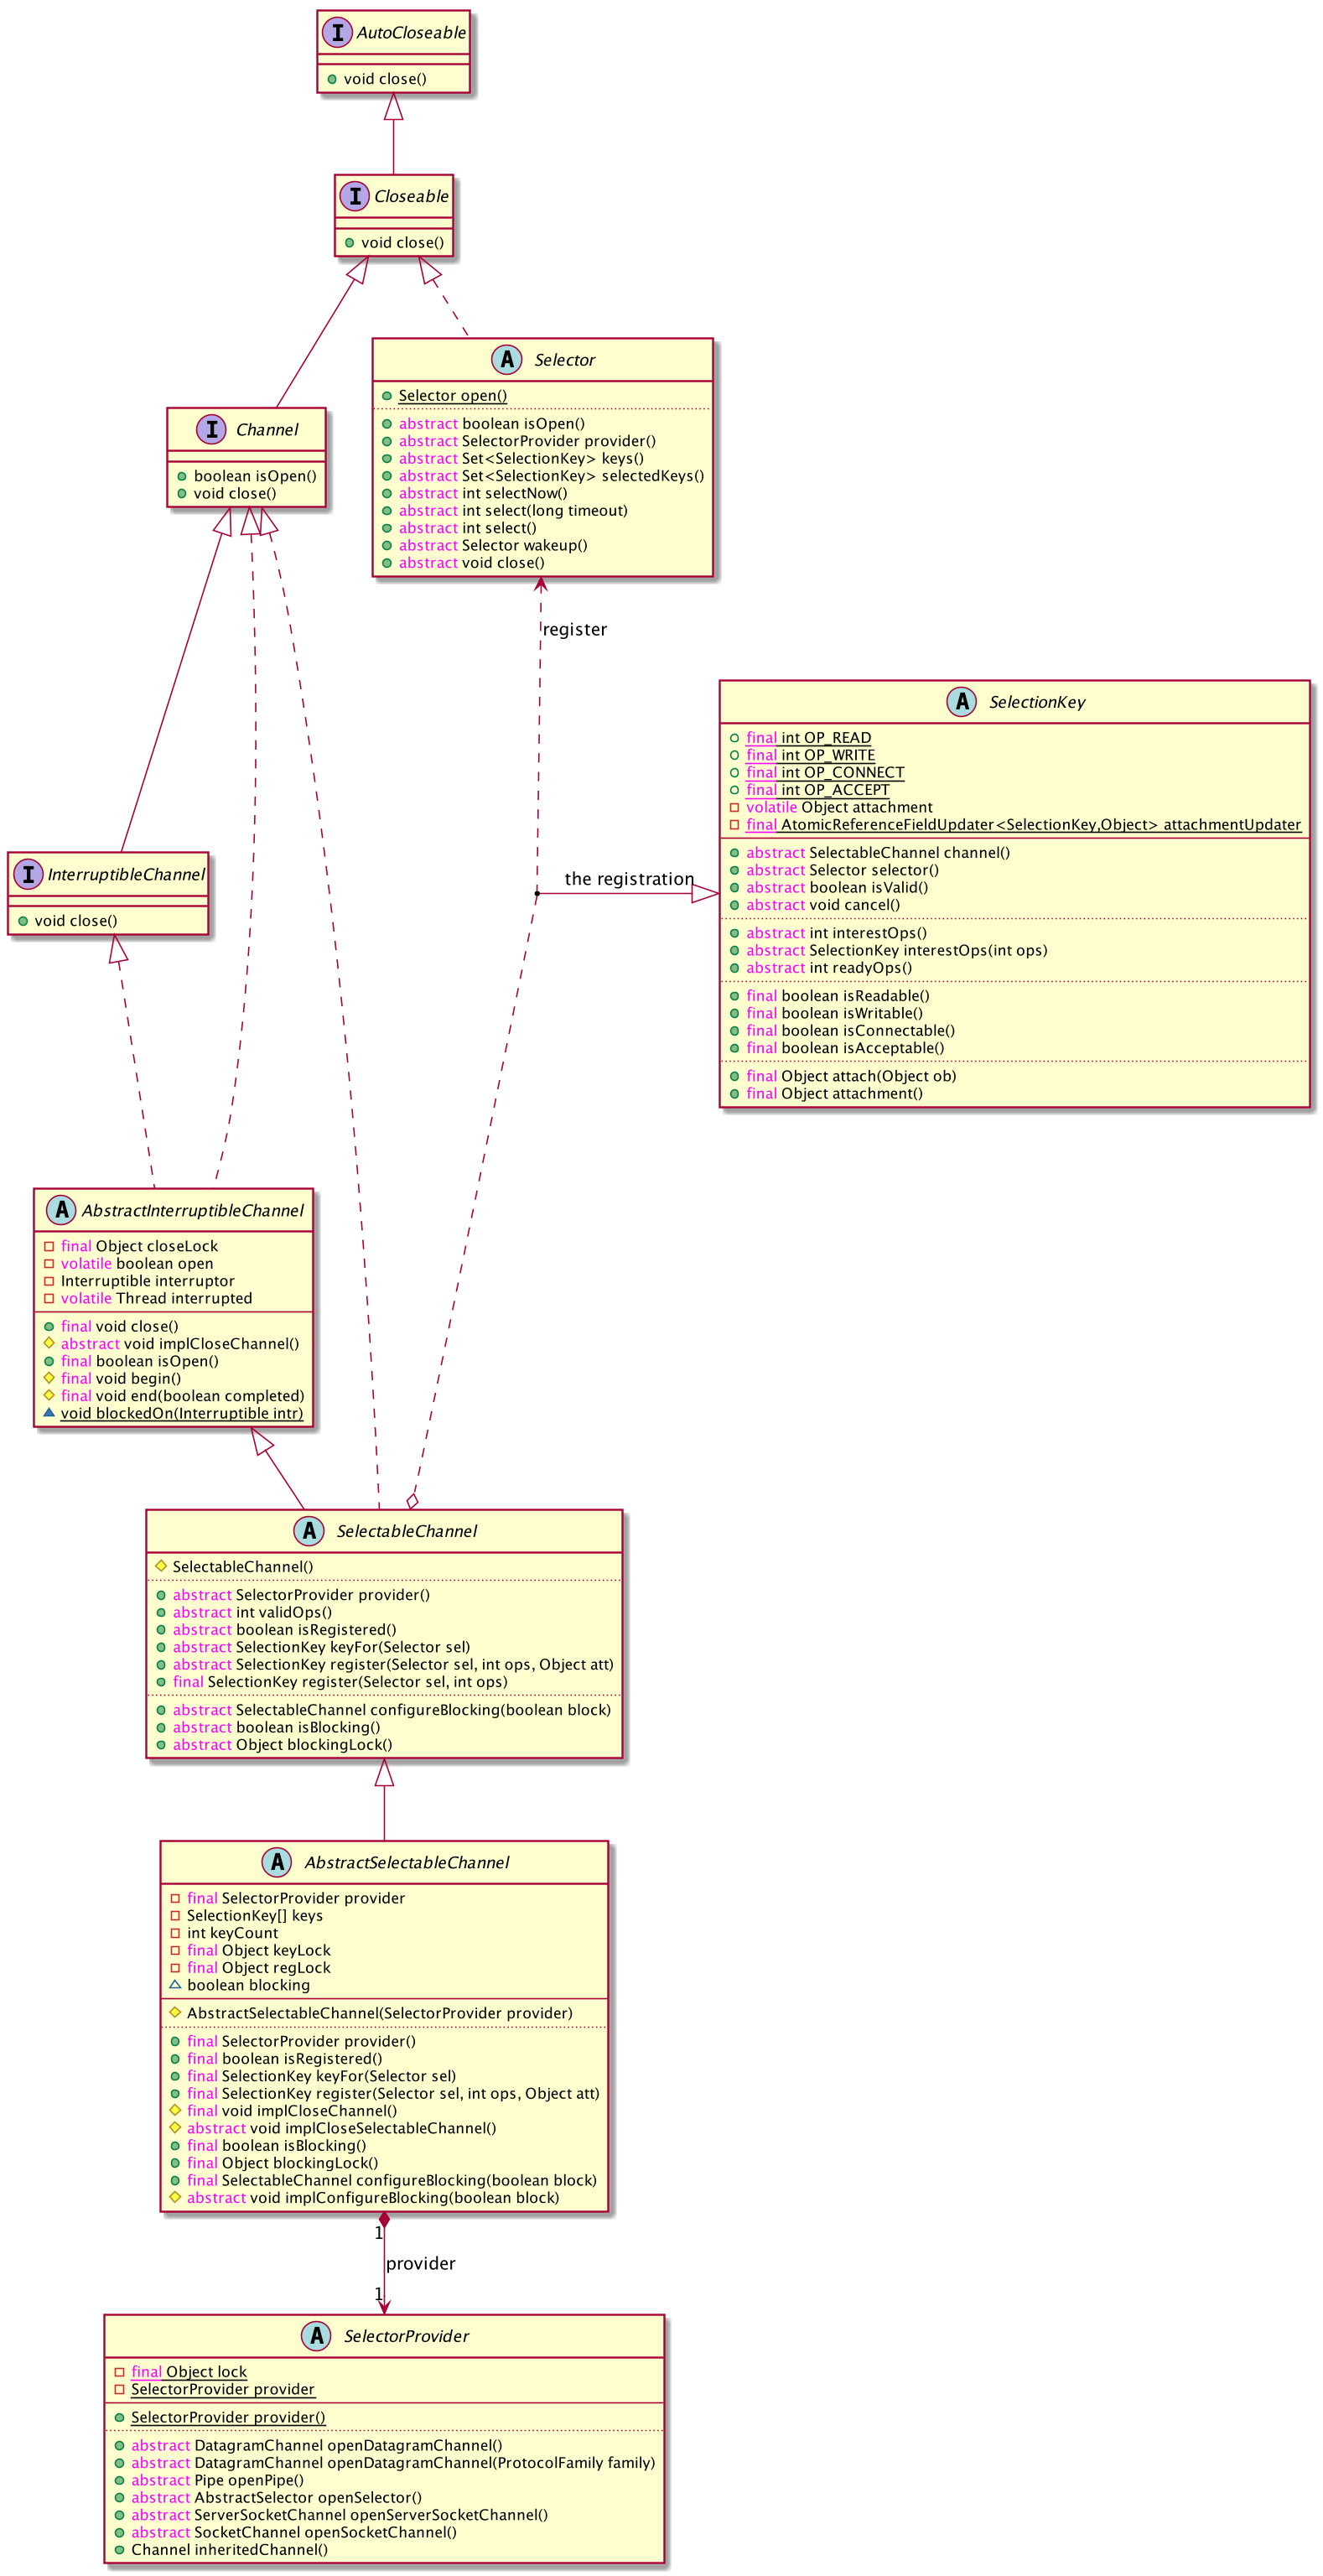 I AutoCloseable
void close()
I Closeable
void close()
A Selector
Selector open()
abstract boolean isOpen()
abstract SelectorProvider provider()
abstract Set<SelectionKey> keys()
abstract Set<SelectionKey> selectedKeys()
abstract int selectNow()
abstract int select(long timeout)
abstract int select()
abstract Selector wakeup()
abstract void close()
I Channel
boolean isOpen()
void close()
register
A SelectionKey
final int OP_READ
final int OP_WRITE
final int OP_CONNECT
final int OP_ACCEPT
volatile Object attachment
final AtomicReferenceFieldUpdater<SelectionKey,Object> attachmentUpdater
abstract SelectableChannel channel()
abstract Selector selector()
abstract boolean isValid()
abstract void cancel()
abstract int interestOps()
abstract SelectionKey interestOps(int ops)
abstract int readyOps()
final boolean isReadable()
final boolean isWritable()
final boolean isConnectable()
final boolean isAcceptable()
final Object attach(Object ob)
final Object attachment()
the registration
I InterruptibleChannel
void close()
A AbstractInterruptibleChannel
final Object closeLock
volatile boolean open
Interruptible interruptor
volatile Thread interrupted
final void close()
abstract void implCloseChannel()
final boolean isOpen()
final void begin()
final void end(boolean completed)
void blockedOn(Interruptible intr)
A SelectableChannel
SelectableChannel()
abstract SelectorProvider provider()
abstract int validOps()
abstract boolean isRegistered()
abstract SelectionKey keyFor(Selector sel)
abstract SelectionKey register(Selector sel, int ops, Object att)
final SelectionKey register(Selector sel, int ops)
abstract SelectableChannel configureBlocking(boolean block)
abstract boolean isBlocking()
abstract Object blockingLock()
A AbstractSelectableChannel
final SelectorProvider provider
SelectionKey[] keys
int keyCount
final Object keyLock
final Object regLock
boolean blocking
AbstractSelectableChannel(SelectorProvider provider)
final SelectorProvider provider()
final boolean isRegistered()
final SelectionKey keyFor(Selector sel)
final SelectionKey register(Selector sel, int ops, Object att)
final void implCloseChannel()
abstract void implCloseSelectableChannel()
final boolean isBlocking()
final Object blockingLock()
final SelectableChannel configureBlocking(boolean block)
abstract void implConfigureBlocking(boolean block)
1
provider
1
A SelectorProvider
final Object lock
SelectorProvider provider
SelectorProvider provider()
abstract DatagramChannel openDatagramChannel()
abstract DatagramChannel openDatagramChannel(ProtocolFamily family)
abstract Pipe openPipe()
abstract AbstractSelector openSelector()
abstract ServerSocketChannel openServerSocketChannel()
abstract SocketChannel openSocketChannel()
Channel inheritedChannel()